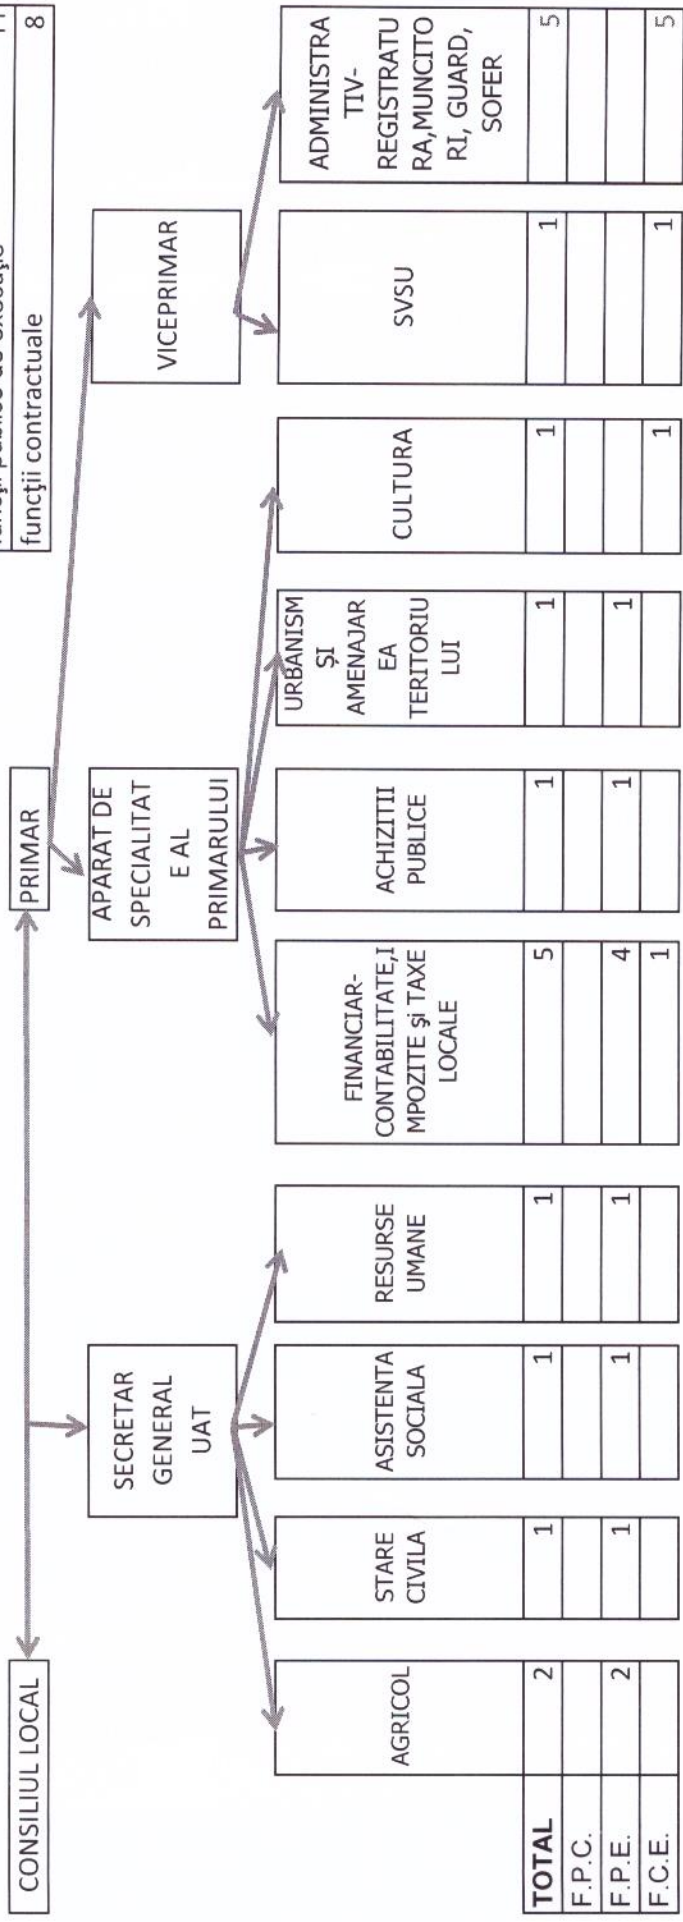 funcții contractuale 8
CONSILIUL LOCAL
PRIMAR
SECRETAR
GENERAL
UAT
APARAT DE
SPECIALITAT
E AL
PRIMARULUI
VICEPRIMAR
AGRICOL
STARE
CIVILA
ASISTENTA
SOCIALA
RESURSE
UMANE
FINANCIAR-
CONTABILITATE,I
MPOZITE și TAXE
LOCALE
ACHIZITII
PUBLICE
URBANISM
ȘI
AMENAJAR
EA
TERITORIU
LUI
CULTURA
SVSU
ADMINISTRA
TIV-
REGISTRATU
RA,MUNCITO
RI, GUARD,
SOFER
TOTAL 2 1 1 1 5 1 1 1 1 5
F.P.C.
F.P.E. 2 1 1 1 4 1 1
F.C.E. 1 1 1 5